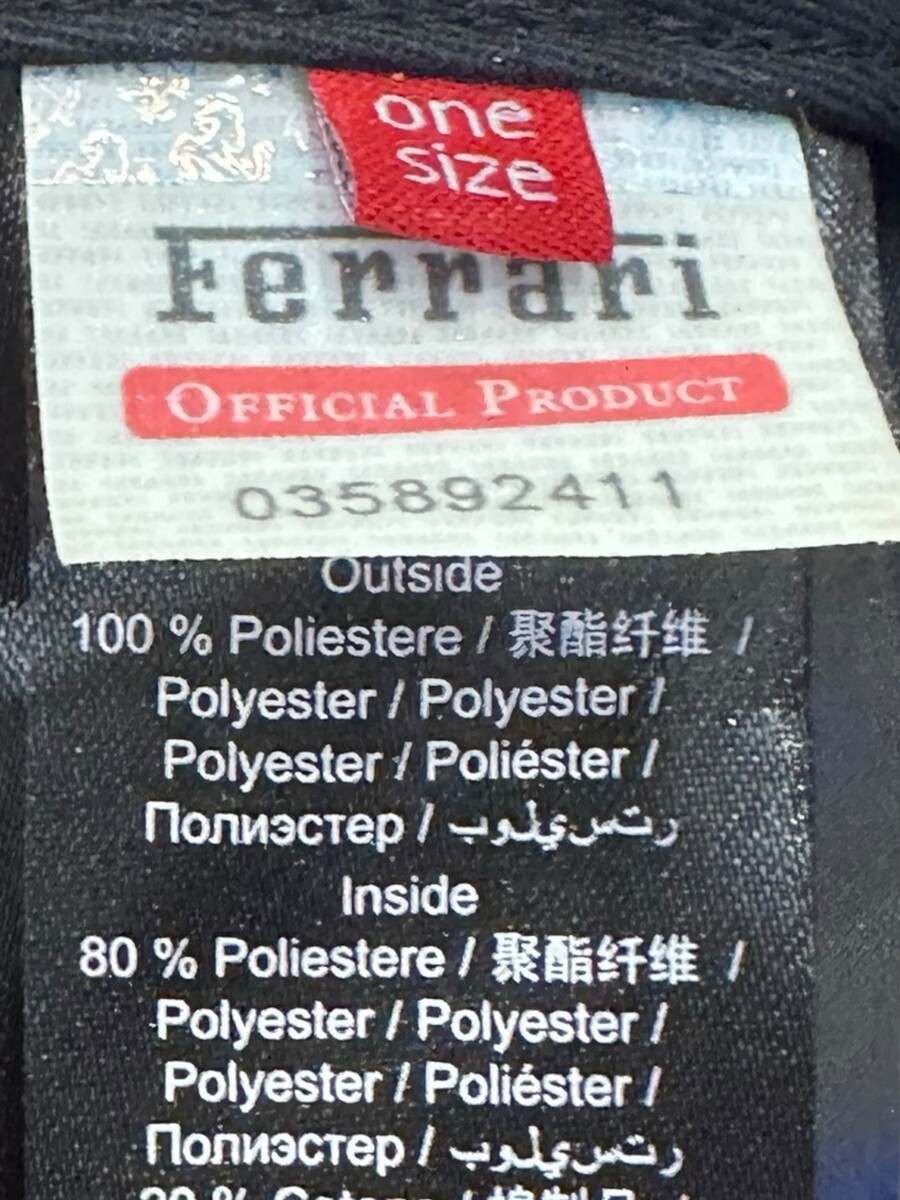 one
size
Ferrari
OFFICIAL PRODUCT
035892411
Outside
100 % Poliestere / 聚酯纤维 /
Polyester / Polyester /
Polyester / Poliéster /
Полиэстер / رتسيلوب
Inside
80 % Poliestere / 聚酯纤维 /
Polyester / Polyester /
Polyester / Poliéster /
Полиэстер / رتسيلوب